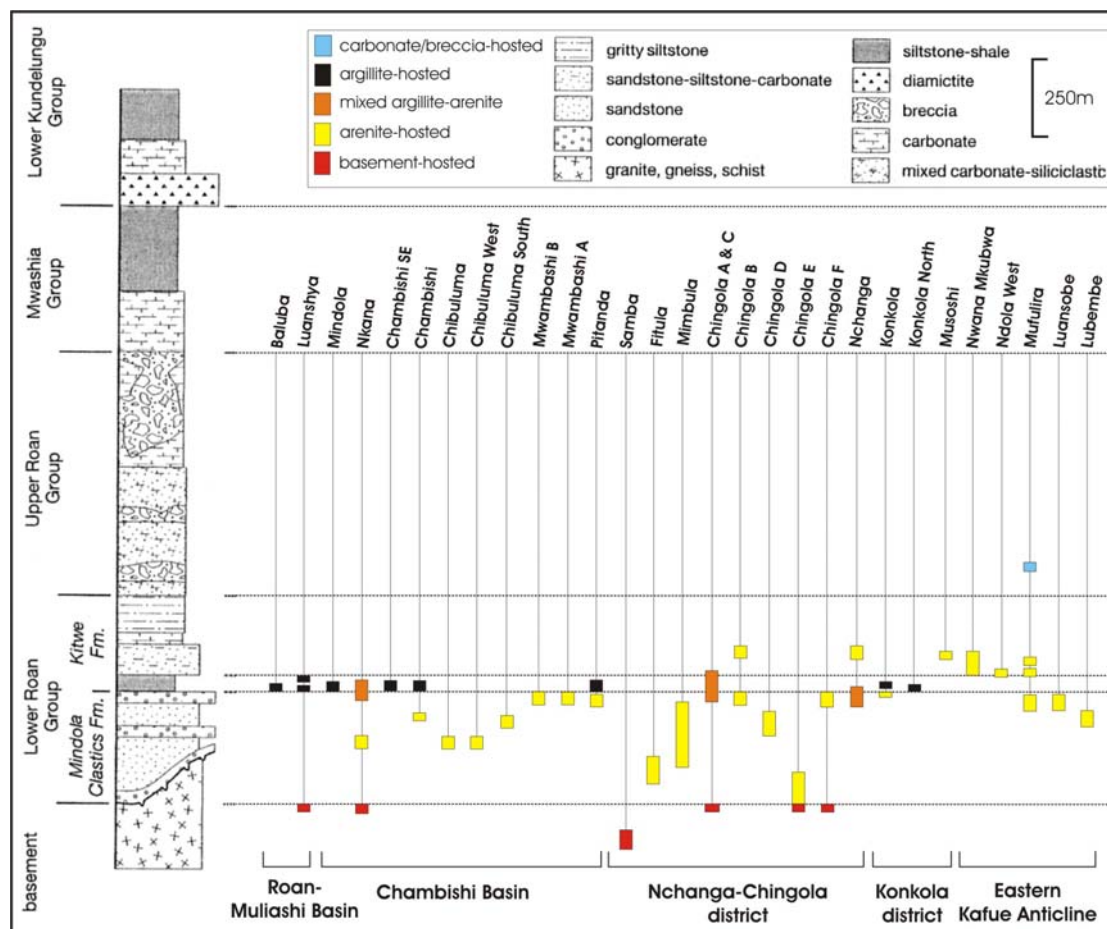 carbonate/breccia-hosted
argillite-hosted
mixed argillite-arenite
arenite-hosted
basement-hosted
gritty siltstone
sandstone-siltstone-carbonate
sandstone
conglomerate
granite, gneiss, schist
siltstone-shale
diamictite
breccia
carbonate
mixed carbonate-siliciclastic
250m
Lower Kundelungu
Group
Mwashia
Group
Upper Roan
Group
Lower Roan
Group
Kitwe
Fm.
Mindola
Clastics Fm.
basement
Baluba
Luanshya
Mindola
Nkana
Chambishi SE
Chambishi
Chibuluma
Chibuluma West
Chibuluma South
Mwambashi B
Mwambashi A
Pitanda
Samba
Fitula
Mimbula
Chingola A & C
Chingola B
Chingola D
Chingola E
Chingola F
Nchanga
Konkola
Konkola North
Musoshi
Nwana Mkubwa
Ndola West
Mufulira
Luansobe
Lubembe
Roan-
Muliashi Basin
Chambishi Basin
Nchanga-Chingola
district
Konkola
district
Eastern
Kafue Anticline